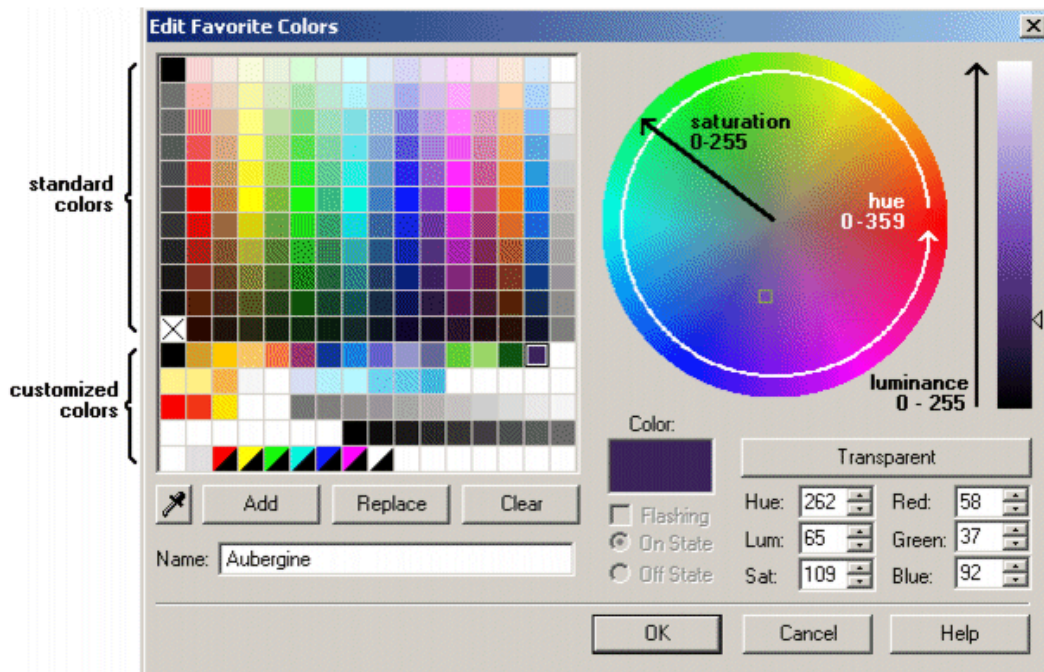 Edit Favorite Colors
standard
colors
customized
colors
saturation
0-255
hue
0-359
luminance
0 - 255
Color:
Transparent
Add
Replace
Clear
Name: Aubergine
Flashing
On State
Off State
Hue: 262
Red: 58
Lum: 65
Green: 37
Sat: 109
Blue: 92
OK
Cancel
Help